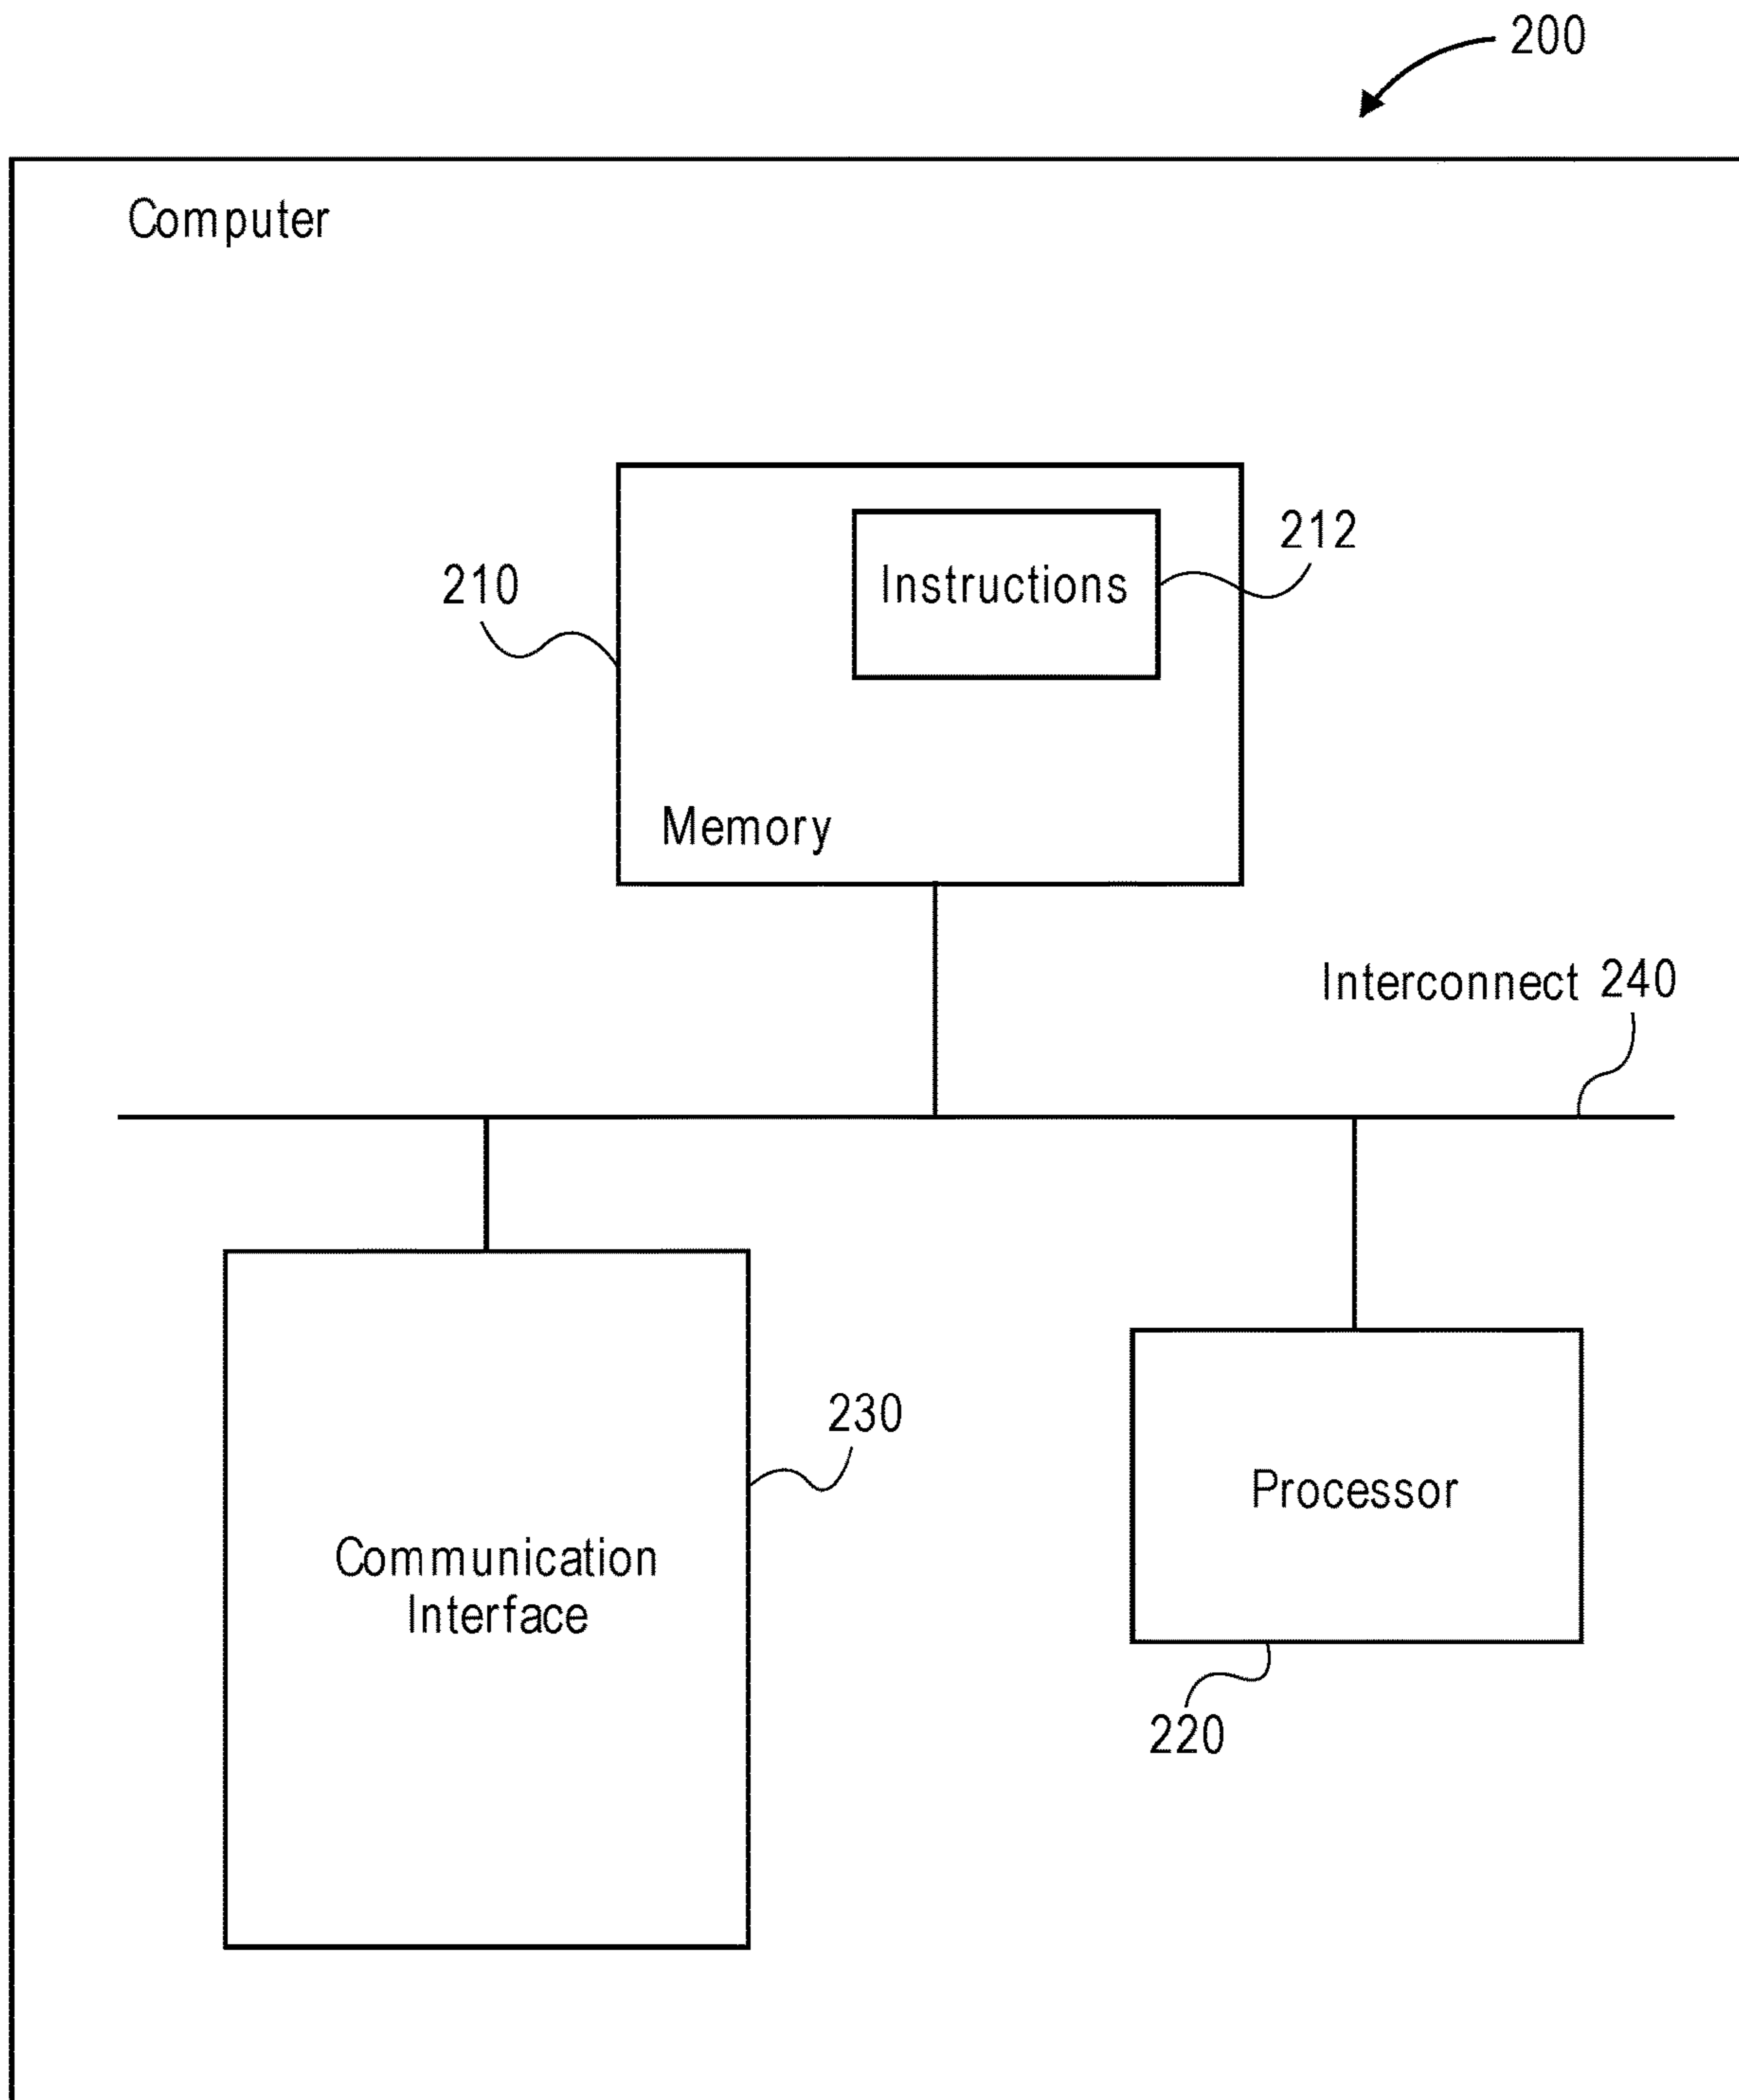 200
Computer
212
Instructions
210
Memory
Interconnect 240
230
Processor
Communication
Interface
220